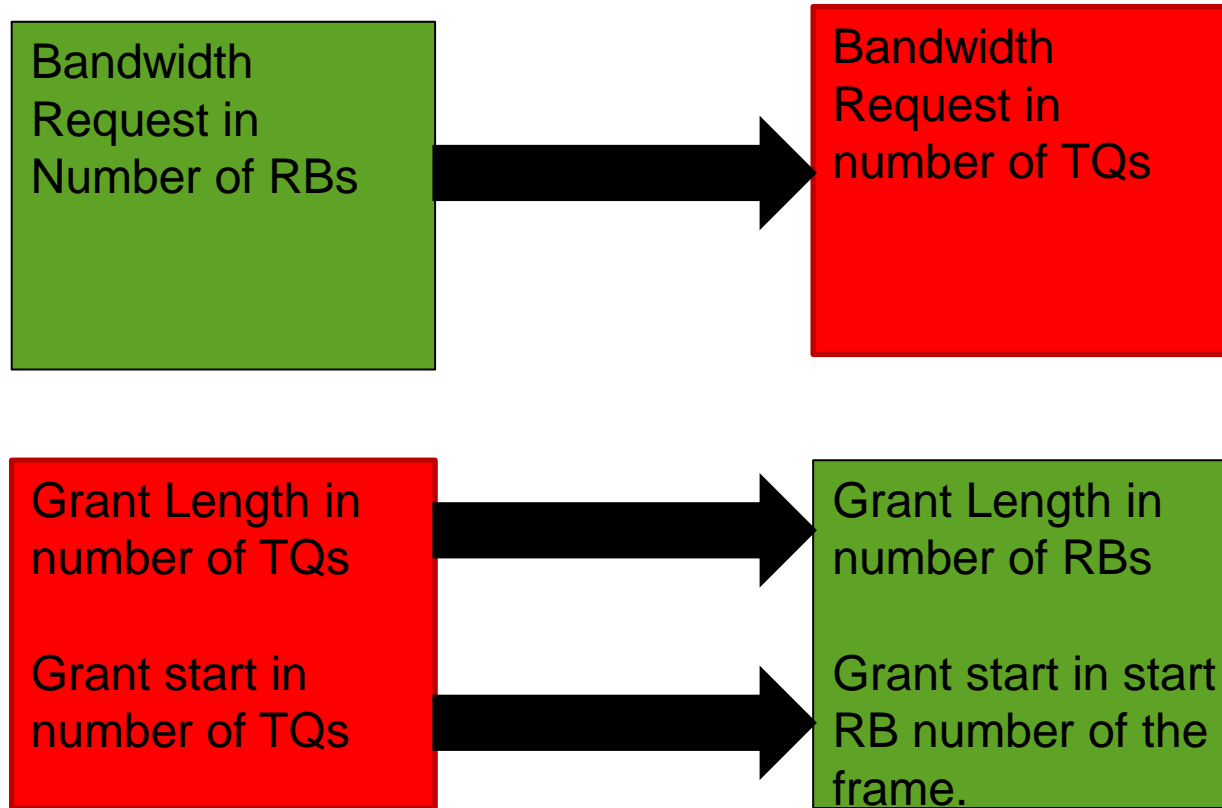 Bandwidth
Request in
Number of RBs
Bandwidth
Request in
number of TQs
Grant Length in
number of TQs
Grant start in
number of TQs
Grant Length in
number of RBs
Grant start in start
RB number of the
frame.